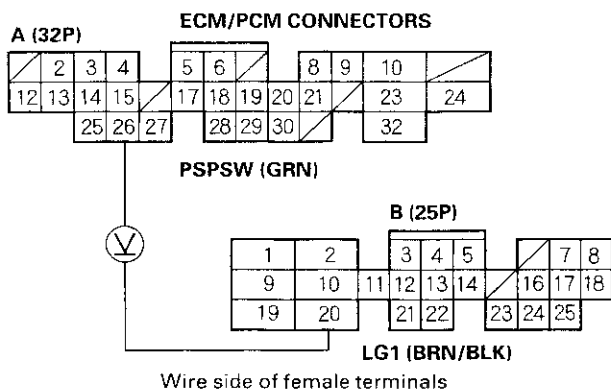 ECM/PCM CONNECTORS
A (32P)
2 3 4 5 6 8 9 10
12 13 14 15 17 18 19 20 21 23 24
25 26 27 28 29 30 32
PSPSW (GRN)
V
B (25P)
1 2 3 4 5 7 8
9 10 11 12 13 14 16 17 18
19 20 21 22 23 24 25
LG1 (BRN/BLK)
Wire side of female terminals